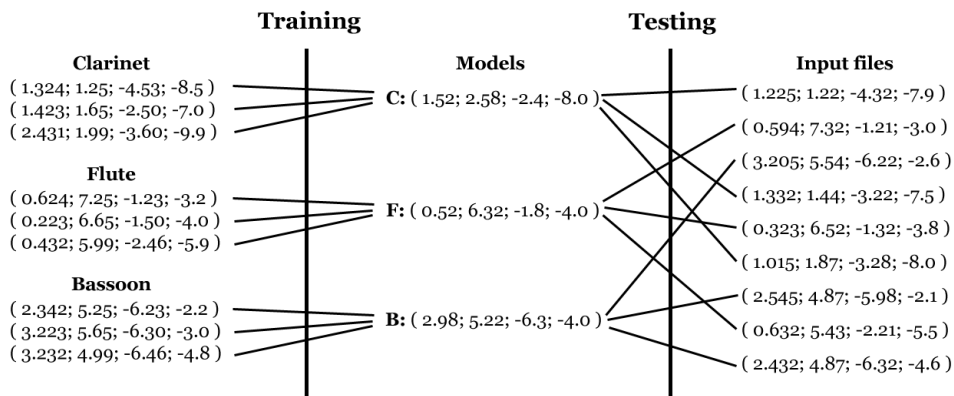 Training
Testing
Clarinet
( 1.324; 1.25; -4.53; -8.5 )
( 1.423; 1.65; -2.50; -7.0 )
( 2.431; 1.99; -3.60; -9.9 )
Flute
( 0.624; 7.25; -1.23; -3.2 )
( 0.223; 6.65; -1.50; -4.0 )
( 0.432; 5.99; -2.46; -5.9 )
Bassoon
( 2.342; 5.25; -6.23; -2.2 )
( 3.223; 5.65; -6.30; -3.0 )
( 3.232; 4.99; -6.46; -4.8 )
Models
C: ( 1.52; 2.58; -2.4; -8.0 )
F: ( 0.52; 6.32; -1.8; -4.0 )
B: ( 2.98; 5.22; -6.3; -4.0 )
Input files
( 1.225; 1.22; -4.32; -7.9 )
( 0.594; 7.32; -1.21; -3.0 )
( 3.205; 5.54; -6.22; -2.6 )
( 1.332; 1.44; -3.22; -7.5 )
( 0.323; 6.52; -1.32; -3.8 )
( 1.015; 1.87; -3.28; -8.0 )
( 2.545; 4.87; -5.98; -2.1 )
( 0.632; 5.43; -2.21; -5.5 )
( 2.432; 4.87; -6.32; -4.6 )